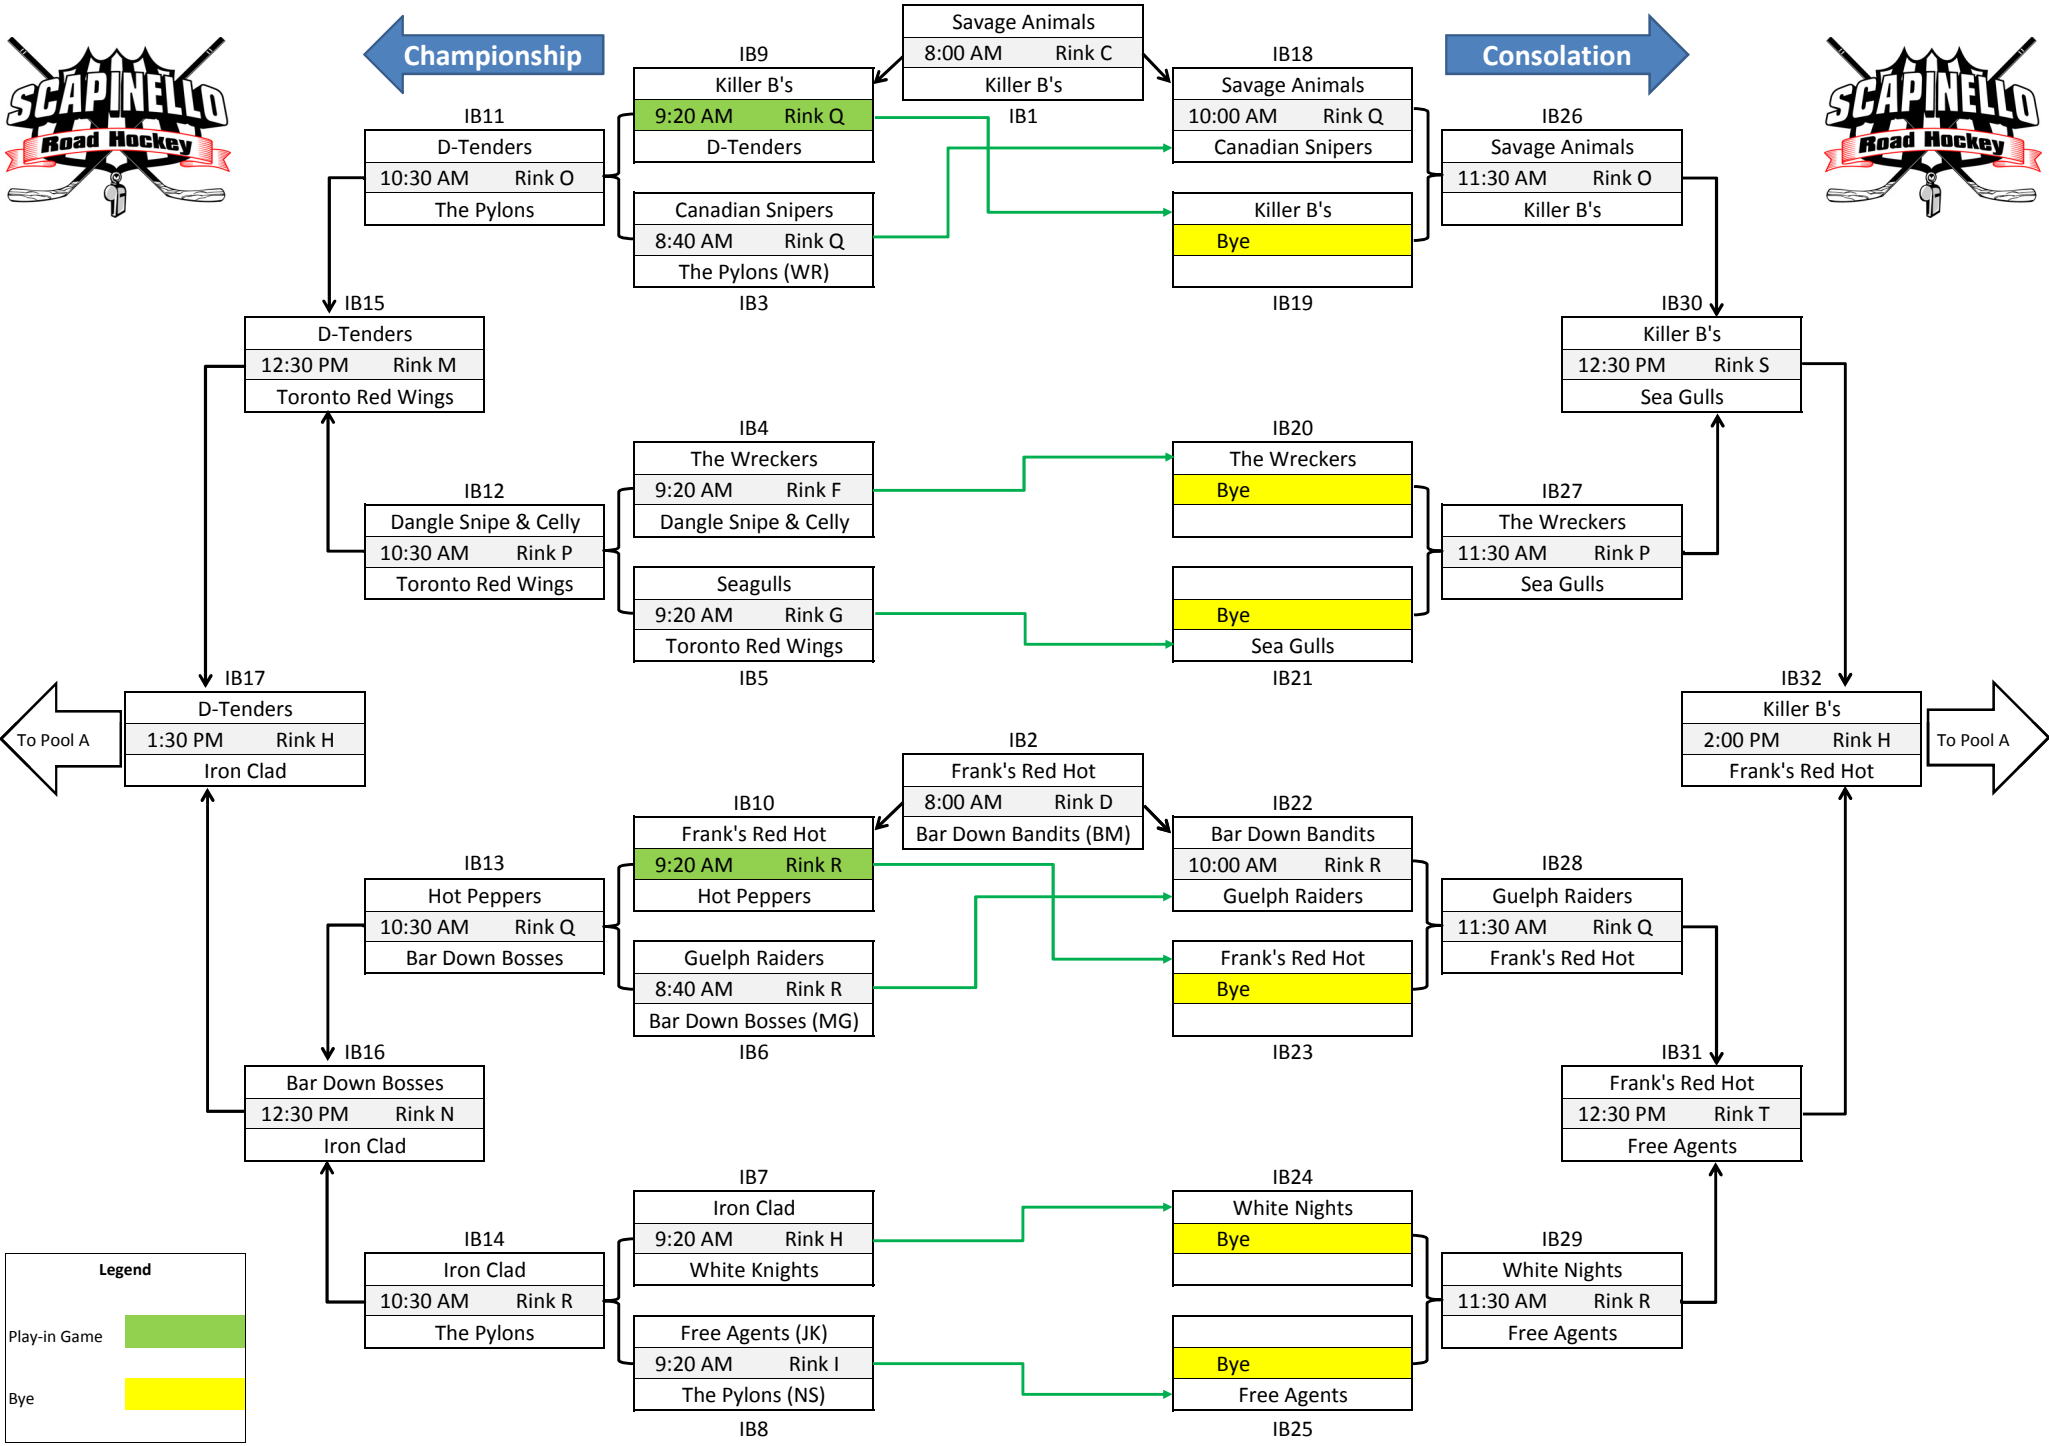 SCAPINELLO
Road Hockey
Championship
Consolation
SCAPINELLO
Road Hockey
Savage Animals
8:00 AM Rink C
Killer B's
IB1
IB9
Killer B's
9:20 AM Rink Q
D-Tenders
IB18
Savage Animals
10:00 AM Rink Q
Canadian Snipers
IB11
D-Tenders
10:30 AM Rink O
The Pylons
IB26
Savage Animals
11:30 AM Rink O
Killer B's
Canadian Snipers
8:40 AM Rink Q
The Pylons (WR)
IB3
Killer B's
Bye
IB19
IB15
D-Tenders
12:30 PM Rink M
Toronto Red Wings
IB30
Killer B's
12:30 PM Rink S
Sea Gulls
IB4
The Wreckers
9:20 AM Rink F
Dangle Snipe & Celly
IB20
The Wreckers
Bye
IB12
Dangle Snipe & Celly
10:30 AM Rink P
Toronto Red Wings
IB27
The Wreckers
11:30 AM Rink P
Sea Gulls
Seagulls
9:20 AM Rink G
Toronto Red Wings
IB5
Bye
Sea Gulls
IB21
To Pool A
IB17
D-Tenders
1:30 PM Rink H
Iron Clad
IB32
Killer B's
2:00 PM Rink H
Frank's Red Hot
To Pool A
IB2
Frank's Red Hot
8:00 AM Rink D
Bar Down Bandits (BM)
IB10
Frank's Red Hot
9:20 AM Rink R
Hot Peppers
IB22
Bar Down Bandits
10:00 AM Rink R
Guelph Raiders
IB13
Hot Peppers
10:30 AM Rink Q
Bar Down Bosses
IB28
Guelph Raiders
11:30 AM Rink Q
Frank's Red Hot
Guelph Raiders
8:40 AM Rink R
Bar Down Bosses (MG)
IB6
Frank's Red Hot
Bye
IB23
IB16
Bar Down Bosses
12:30 PM Rink N
Iron Clad
IB31
Frank's Red Hot
12:30 PM Rink T
Free Agents
IB7
Iron Clad
9:20 AM Rink H
White Knights
IB24
White Nights
Bye
IB14
Iron Clad
10:30 AM Rink R
The Pylons
IB29
White Nights
11:30 AM Rink R
Free Agents
Free Agents (JK)
9:20 AM Rink I
The Pylons (NS)
IB8
Bye
Free Agents
IB25
Legend
Play-in Game
Bye